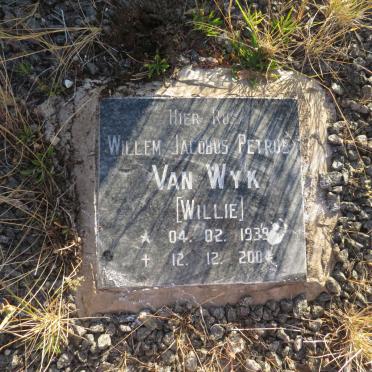 Hier Rus
Willem Jacobus Petrus
Van Wyk
[Willie]
* 04. 02. 1939
† 12. 12.